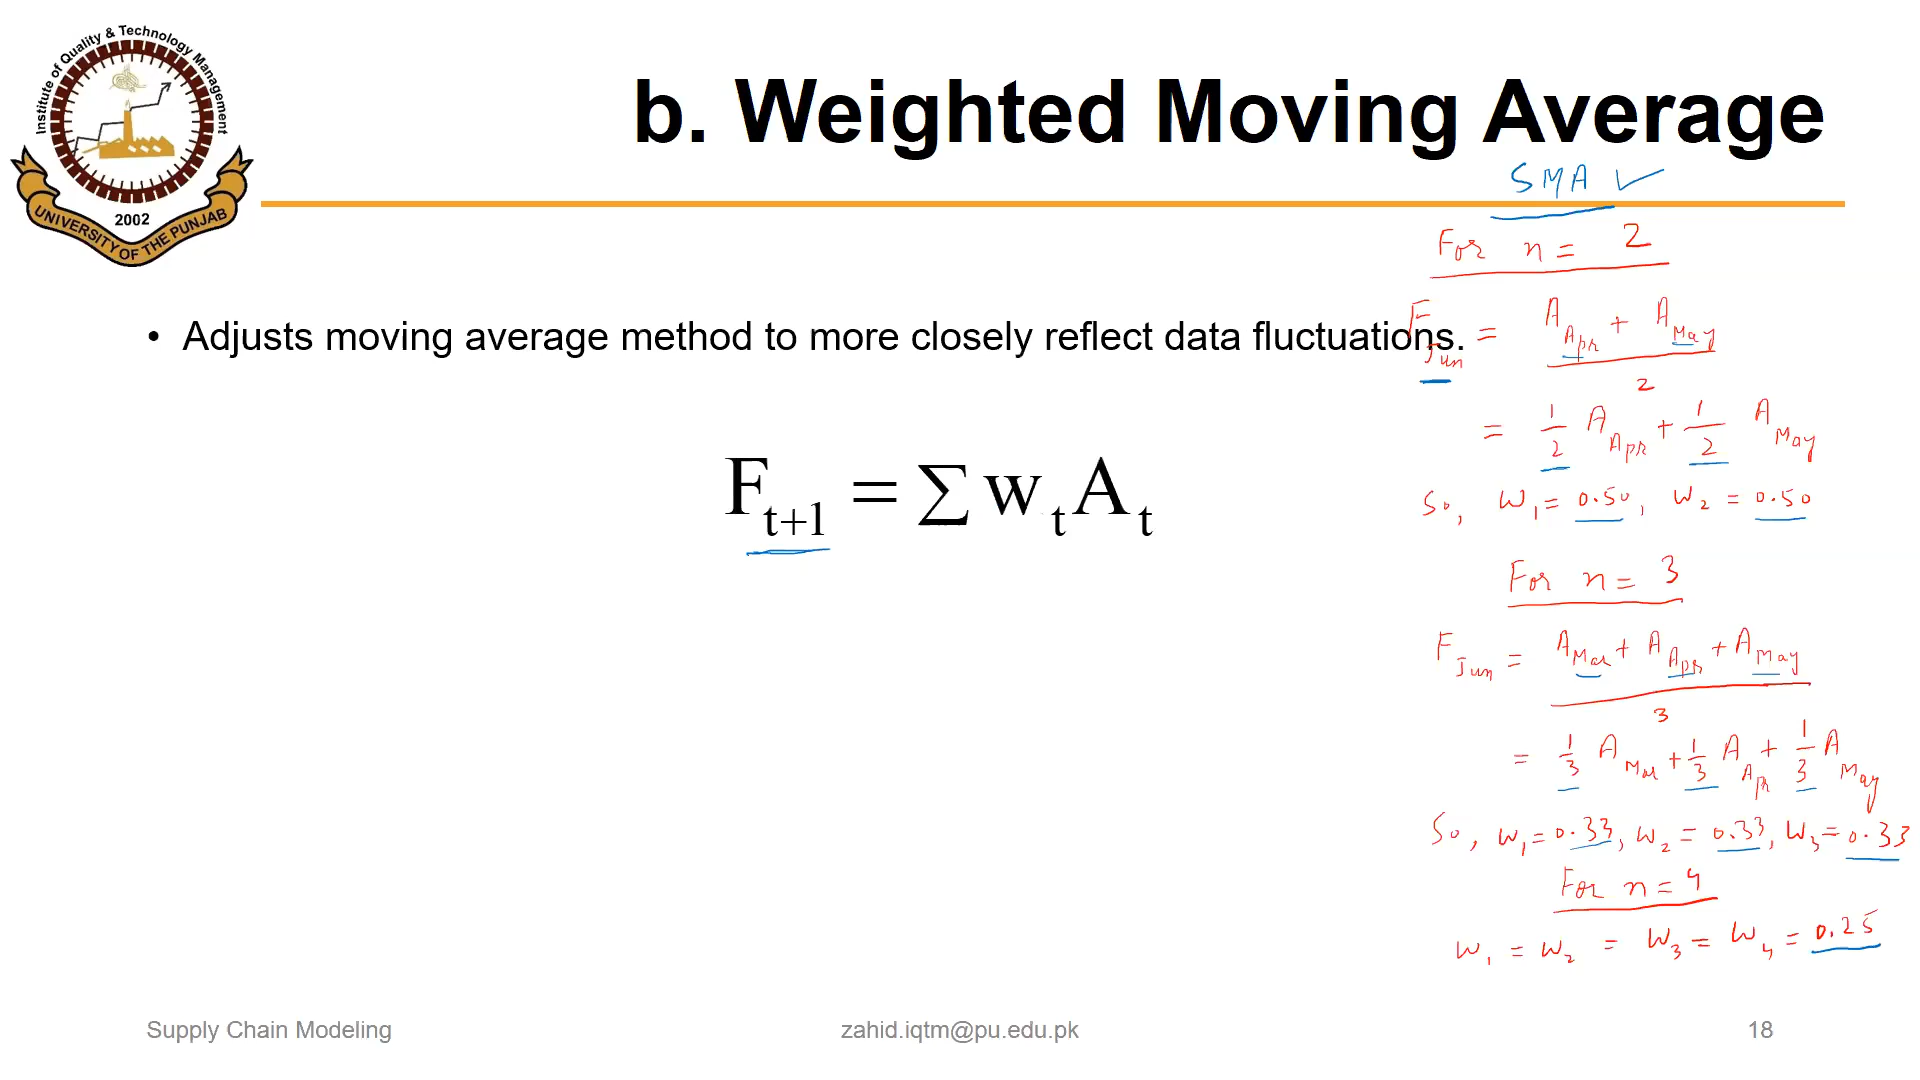 Institute of Quality & Technology Management
2002
UNIVERSITY OF THE PUNJAB
b. Weighted Moving Average
SMA ✓
For n = 2
• Adjusts moving average method to more closely reflect data fluctuations.
F_Jun = (A_Apr + A_May) / 2
= 1/2 A_Apr + 1/2 A_May
So, W₁ = 0.50, W₂ = 0.50
F_{t+1} = ∑ w_t A_t
For n = 3
F_Jun = (A_Mar + A_Apr + A_May) / 3
= 1/3 A_Mar + 1/3 A_Apr + 1/3 A_May
So, W₁ = 0.33, W₂ = 0.33, W₃ = 0.33
For n = 4
W₁ = W₂ = W₃ = W₄ = 0.25
Supply Chain Modeling
zahid.iqtm@pu.edu.pk
18